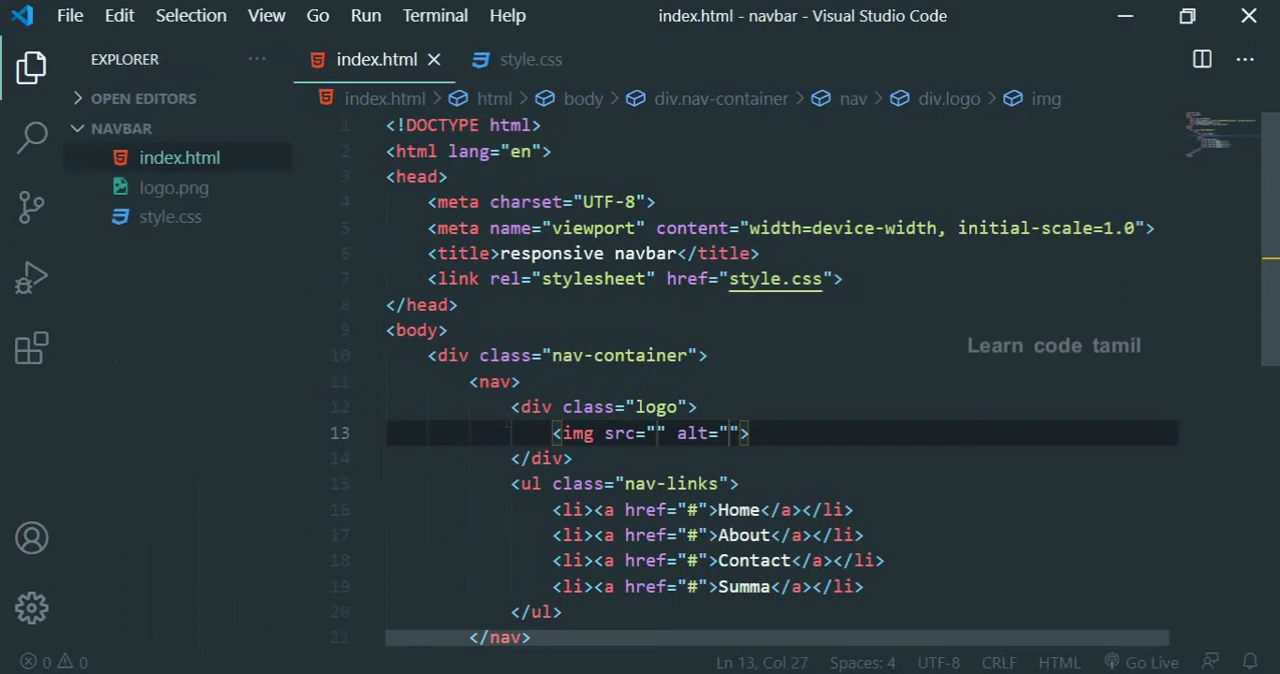 File Edit Selection View Go Run Terminal Help index.html - navbar - Visual Studio Code
EXPLORER ··· index.html style.css ···
OPEN EDITORS index.html > html > body > div.nav-container > nav > div.logo > img
NAVBAR
index.html
logo.png
style.css
1 <!DOCTYPE html>
2 <html lang="en">
3 <head>
4 <meta charset="UTF-8">
5 <meta name="viewport" content="width=device-width, initial-scale=1.0">
6 <title>responsive navbar</title>
7 <link rel="stylesheet" href="style.css">
8 </head>
9 <body>
10 <div class="nav-container">
11 <nav>
12 <div class="logo">
13 <img src="" alt="">
14 </div>
15 <ul class="nav-links">
16 <li><a href="#">Home</a></li>
17 <li><a href="#">About</a></li>
18 <li><a href="#">Contact</a></li>
19 <li><a href="#">Summa</a></li>
20 </ul>
21 </nav>
Learn code tamil
0 0 Ln 13, Col 27 Spaces: 4 UTF-8 CRLF HTML Go Live